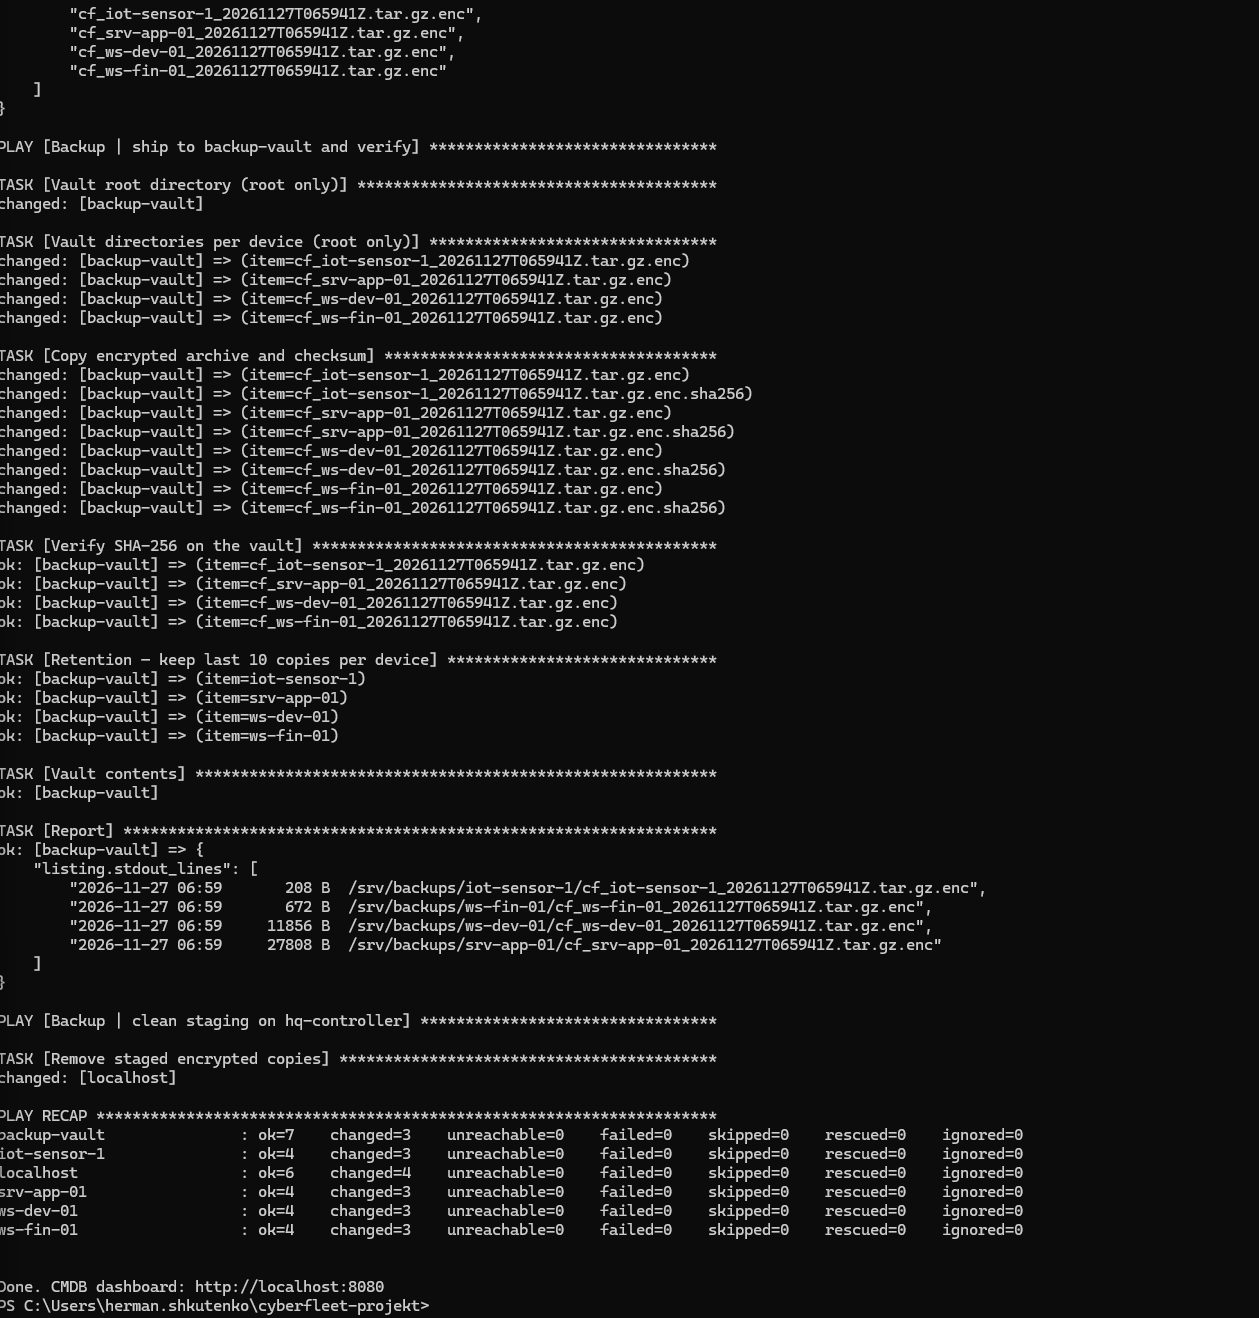 "cf_iot-sensor-1_20261127T065941Z.tar.gz.enc",
"cf_srv-app-01_20261127T065941Z.tar.gz.enc",
"cf_ws-dev-01_20261127T065941Z.tar.gz.enc",
"cf_ws-fin-01_20261127T065941Z.tar.gz.enc"
]
}
PLAY [Backup | ship to backup-vault and verify] ********************************
TASK [Vault root directory (root only)] ****************************************
changed: [backup-vault]
TASK [Vault directories per device (root only)] ********************************
changed: [backup-vault] => (item=cf_iot-sensor-1_20261127T065941Z.tar.gz.enc)
changed: [backup-vault] => (item=cf_srv-app-01_20261127T065941Z.tar.gz.enc)
changed: [backup-vault] => (item=cf_ws-dev-01_20261127T065941Z.tar.gz.enc)
changed: [backup-vault] => (item=cf_ws-fin-01_20261127T065941Z.tar.gz.enc)
TASK [Copy encrypted archive and checksum] *************************************
changed: [backup-vault] => (item=cf_iot-sensor-1_20261127T065941Z.tar.gz.enc)
changed: [backup-vault] => (item=cf_iot-sensor-1_20261127T065941Z.tar.gz.enc.sha256)
changed: [backup-vault] => (item=cf_srv-app-01_20261127T065941Z.tar.gz.enc)
changed: [backup-vault] => (item=cf_srv-app-01_20261127T065941Z.tar.gz.enc.sha256)
changed: [backup-vault] => (item=cf_ws-dev-01_20261127T065941Z.tar.gz.enc)
changed: [backup-vault] => (item=cf_ws-dev-01_20261127T065941Z.tar.gz.enc.sha256)
changed: [backup-vault] => (item=cf_ws-fin-01_20261127T065941Z.tar.gz.enc)
changed: [backup-vault] => (item=cf_ws-fin-01_20261127T065941Z.tar.gz.enc.sha256)
TASK [Verify SHA-256 on the vault] *********************************************
ok: [backup-vault] => (item=cf_iot-sensor-1_20261127T065941Z.tar.gz.enc)
ok: [backup-vault] => (item=cf_srv-app-01_20261127T065941Z.tar.gz.enc)
ok: [backup-vault] => (item=cf_ws-dev-01_20261127T065941Z.tar.gz.enc)
ok: [backup-vault] => (item=cf_ws-fin-01_20261127T065941Z.tar.gz.enc)
TASK [Retention — keep last 10 copies per device] ******************************
ok: [backup-vault] => (item=iot-sensor-1)
ok: [backup-vault] => (item=srv-app-01)
ok: [backup-vault] => (item=ws-dev-01)
ok: [backup-vault] => (item=ws-fin-01)
TASK [Vault contents] **********************************************************
ok: [backup-vault]
TASK [Report] ******************************************************************
ok: [backup-vault] => {
"listing.stdout_lines": [
"2026-11-27 06:59       208 B  /srv/backups/iot-sensor-1/cf_iot-sensor-1_20261127T065941Z.tar.gz.enc",
"2026-11-27 06:59       672 B  /srv/backups/ws-fin-01/cf_ws-fin-01_20261127T065941Z.tar.gz.enc",
"2026-11-27 06:59     11856 B  /srv/backups/ws-dev-01/cf_ws-dev-01_20261127T065941Z.tar.gz.enc",
"2026-11-27 06:59     27808 B  /srv/backups/srv-app-01/cf_srv-app-01_20261127T065941Z.tar.gz.enc"
]
}
PLAY [Backup | clean staging on hq-controller] *********************************
TASK [Remove staged encrypted copies] ******************************************
changed: [localhost]
PLAY RECAP *********************************************************************
backup-vault               : ok=7    changed=3    unreachable=0    failed=0    skipped=0    rescued=0    ignored=0
iot-sensor-1               : ok=4    changed=3    unreachable=0    failed=0    skipped=0    rescued=0    ignored=0
localhost                  : ok=6    changed=4    unreachable=0    failed=0    skipped=0    rescued=0    ignored=0
srv-app-01                 : ok=4    changed=3    unreachable=0    failed=0    skipped=0    rescued=0    ignored=0
ws-dev-01                  : ok=4    changed=3    unreachable=0    failed=0    skipped=0    rescued=0    ignored=0
ws-fin-01                  : ok=4    changed=3    unreachable=0    failed=0    skipped=0    rescued=0    ignored=0
Done. CMDB dashboard: http://localhost:8080
PS C:\Users\herman.shkutenko\cyberfleet-projekt>